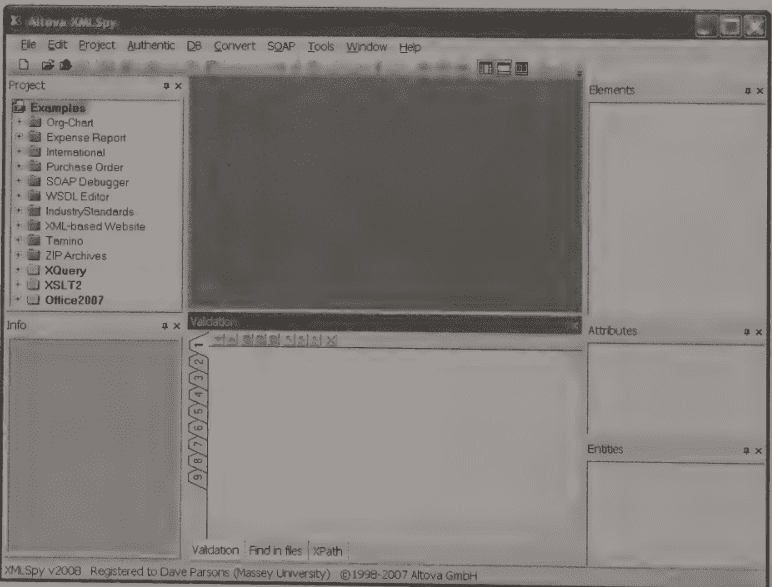 Altova XMLSpy
File Edit Project Authentic DB Convert SOAP Tools Window Help
Project
Examples
Org-Chart
Expense Report
International
Purchase Order
SOAP Debugger
WSDL Editor
IndustryStandards
XML-based Website
Tamino
ZIP Archives
XQuery
XSLT2
Office2007
Info
Validation
1
2
3
4
5
6
7
8
9
Validation Find in files XPath
Elements
Attributes
Entities
XMLSpy v2008 Registered to Dave Parsons (Massey University) ©1998-2007 Altova GmbH